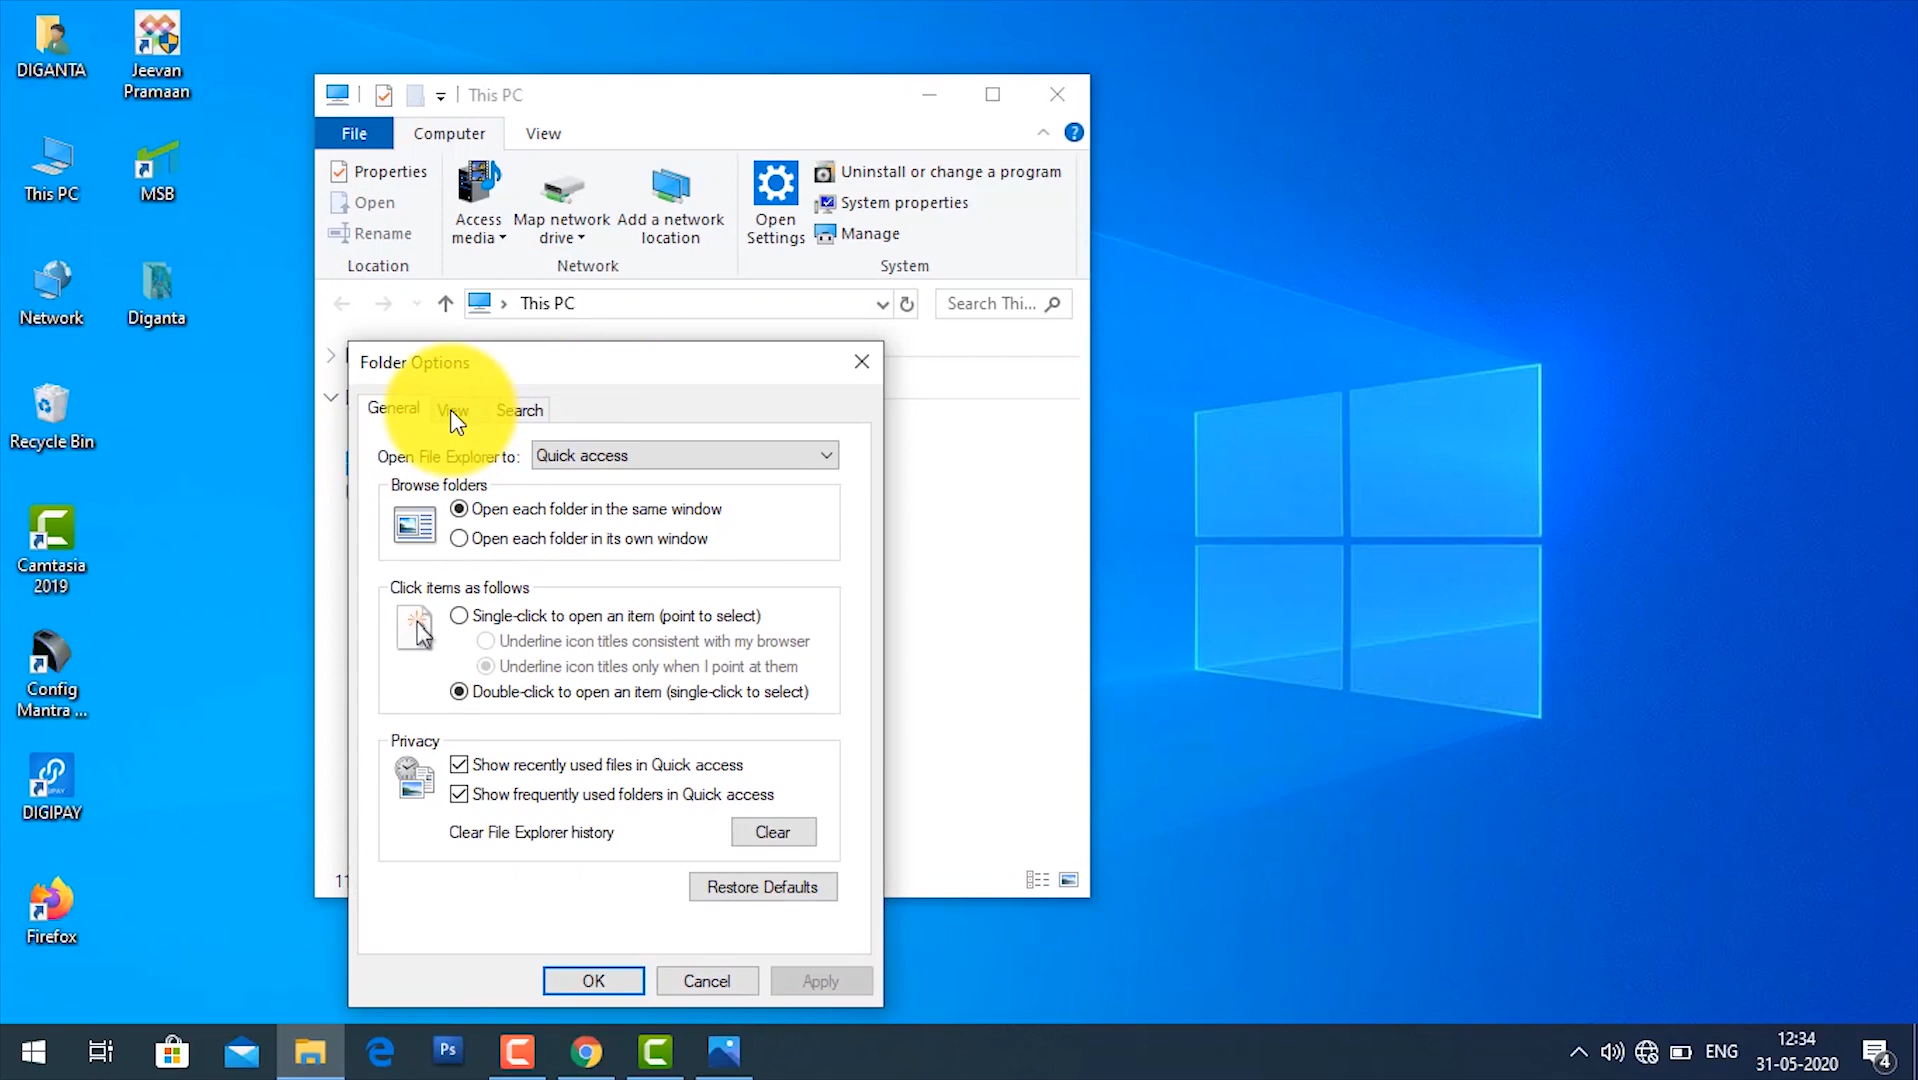 DIGANTA
Jeevan
Pramaan
This PC
MSB
Network
Diganta
Recycle Bin
Camtasia
2019
Config
Mantra ...
DIGIPAY
Firefox
This PC
File
Computer
View
?
Properties
Open
Rename
Location
Access
media
Map network
drive
Add a network
location
Network
Open
Settings
Uninstall or change a program
System properties
Manage
System
This PC
Search Thi...
Folder Options
General
View
Search
Open File Explorer to:
Quick access
Browse folders
Open each folder in the same window
Open each folder in its own window
Click items as follows
Single-click to open an item (point to select)
Underline icon titles consistent with my browser
Underline icon titles only when I point at them
Double-click to open an item (single-click to select)
Privacy
Show recently used files in Quick access
Show frequently used folders in Quick access
Clear File Explorer history
Clear
Restore Defaults
11
OK
Cancel
Apply
Ps
ENG
12:34
31-05-2020
4